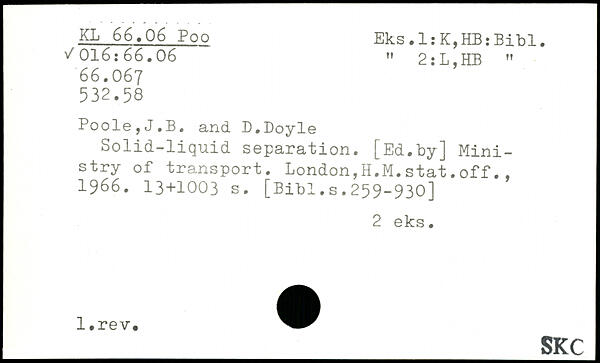 KL 66.06 Poo
Eks.1:K,HB:Bibl.
√ 016:66.06
" 2:L,HB "
66.067
532.58
Poole,J.B. and D.Doyle
Solid-liquid separation. [Ed.by] Mini-
stry of transport. London,H.M.stat.off.,
1966. 13+1003 s. [Bibl.s.259-930]
2 eks.
1.rev.
SKC